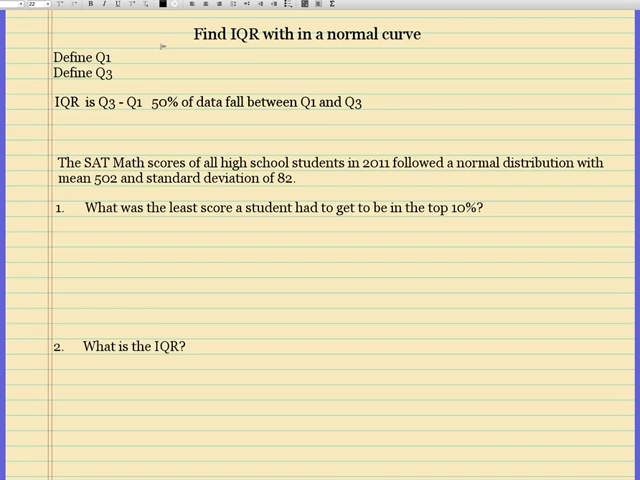 22
B I U T T Σ
Find IQR with in a normal curve
Define Q1
Define Q3
IQR is Q3 - Q1 50% of data fall between Q1 and Q3
The SAT Math scores of all high school students in 2011 followed a normal distribution with
mean 502 and standard deviation of 82.
1. What was the least score a student had to get to be in the top 10%?
2. What is the IQR?